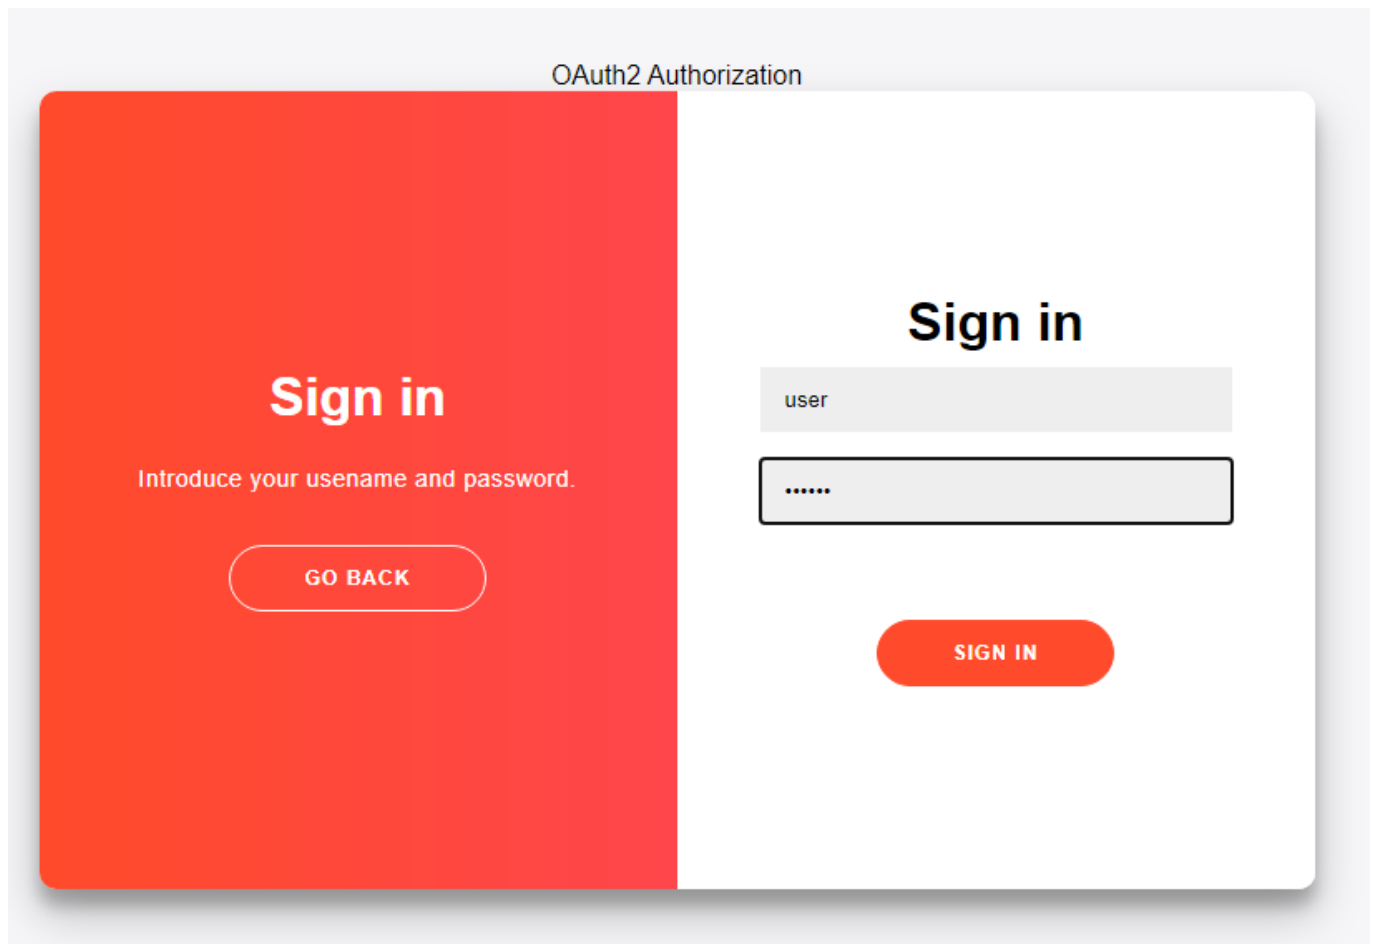 OAuth2 Authorization
Sign in
Introduce your usename and password.
GO BACK
Sign in
user
••••••
SIGN IN